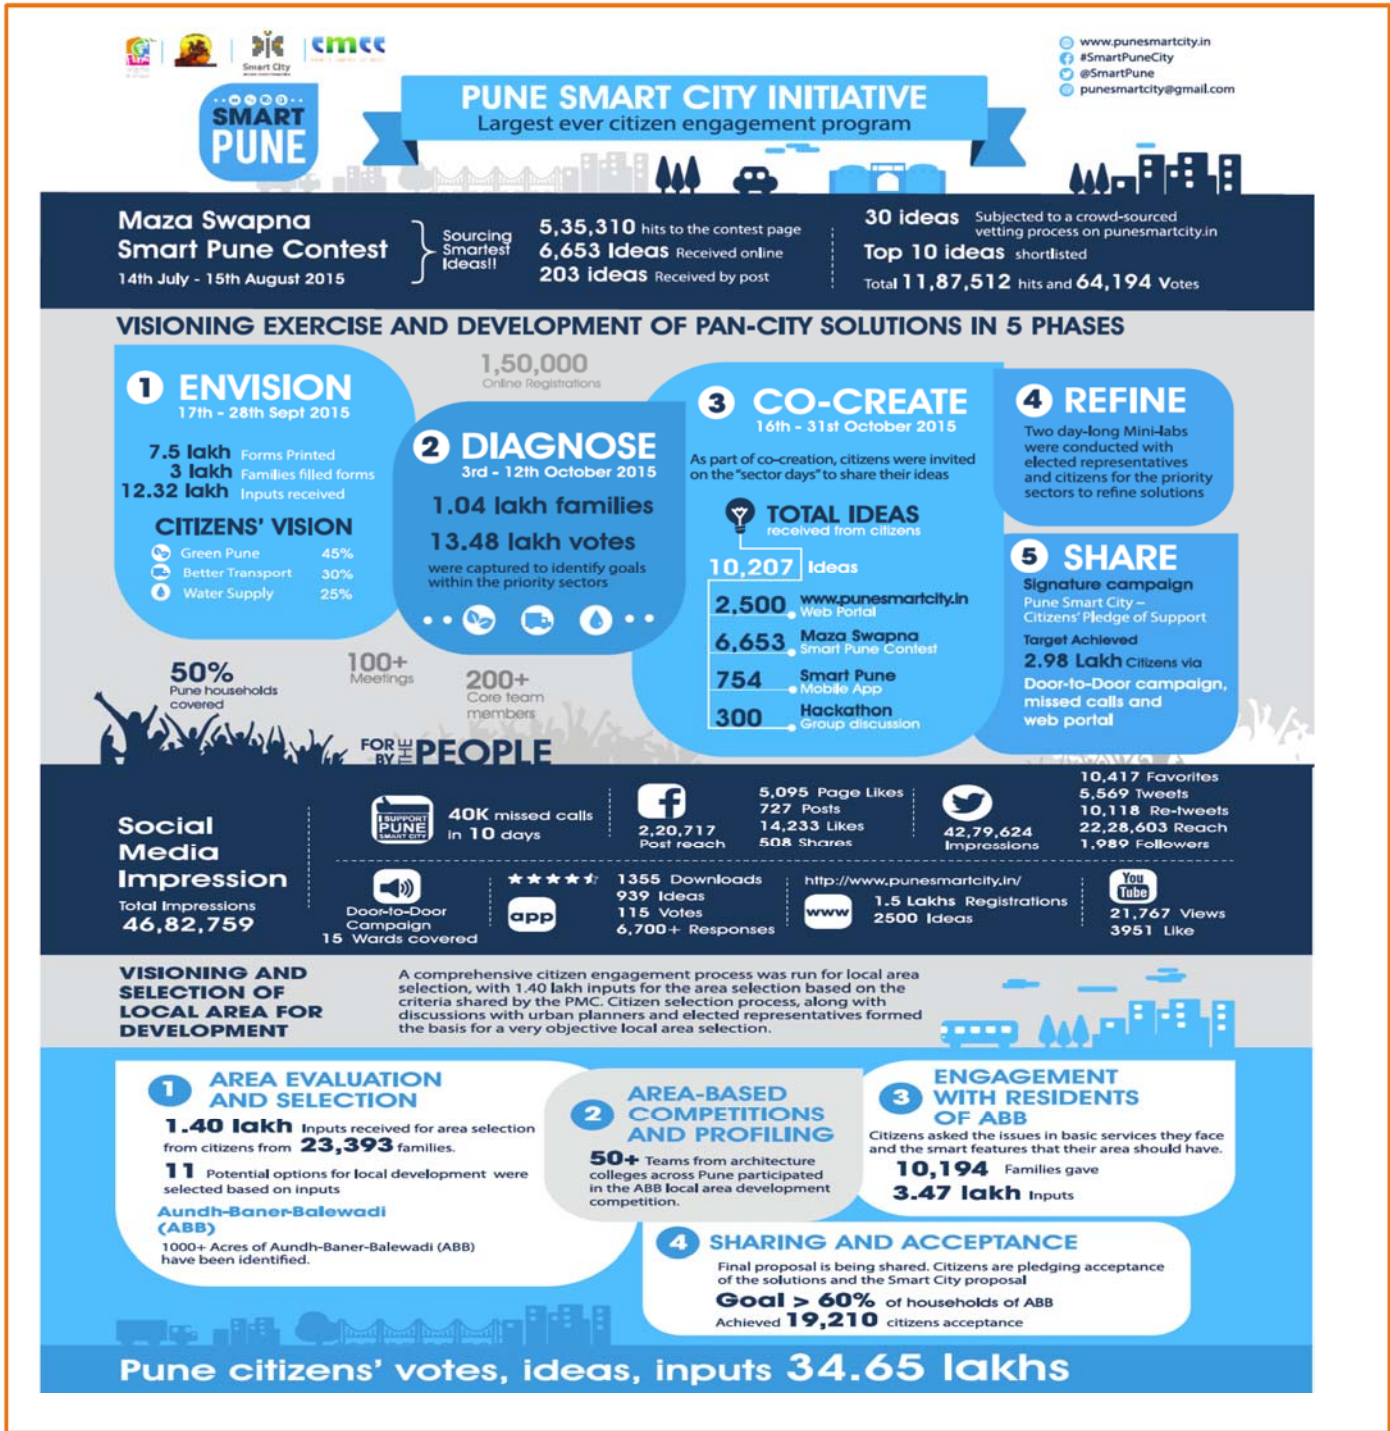 cmcc
Smart City
www.punesmartcity.in
#SmartPuneCity
@SmartPune
punesmartcity@gmail.com
SMART
PUNE
PUNE SMART CITY INITIATIVE
Largest ever citizen engagement program
Maza Swapna
Smart Pune Contest
14th July - 15th August 2015
Sourcing
Smartest
Ideas!!
5,35,310 hits to the contest page
6,653 Ideas Received online
203 ideas Received by post
30 ideas Subjected to a crowd-sourced
vetting process on punesmartcity.in
Top 10 ideas shortlisted
Total 11,87,512 hits and 64,194 Votes
VISIONING EXERCISE AND DEVELOPMENT OF PAN-CITY SOLUTIONS IN 5 PHASES
1 ENVISION
17th - 28th Sept 2015
7.5 lakh Forms Printed
3 lakh Families filled forms
12.32 lakh Inputs received
CITIZENS' VISION
Green Pune 45%
Better Transport 30%
Water Supply 25%
1,50,000
Online Registrations
2 DIAGNOSE
3rd - 12th October 2015
1.04 lakh families
13.48 lakh votes
were captured to identify goals
within the priority sectors
3 CO-CREATE
16th - 31st October 2015
As part of co-creation, citizens were invited
on the "sector days" to share their ideas
TOTAL IDEAS
received from citizens
10,207 Ideas
2,500 www.punesmartcity.in
Web Portal
6,653 Maza Swapna
Smart Pune Contest
754 Smart Pune
Mobile App
300 Hackathon
Group discussion
4 REFINE
Two day-long Mini-labs
were conducted with
elected representatives
and citizens for the priority
sectors to refine solutions
5 SHARE
Signature campaign
Pune Smart City –
Citizens' Pledge of Support
Target Achieved
2.98 Lakh Citizens via
Door-to-Door campaign,
missed calls and
web portal
50%
Pune households
covered
100+
Meetings
200+
Core team
members
FOR BY THE PEOPLE
Social
Media
Impression
Total Impressions
46,82,759
I SUPPORT
PUNE
SMART CITY
40K missed calls
in 10 days
f
2,20,717
Post reach
5,095 Page Likes
727 Posts
14,233 Likes
508 Shares
42,79,624
Impressions
10,417 Favorites
5,569 Tweets
10,118 Re-tweets
22,28,603 Reach
1,989 Followers
Door-to-Door
Campaign
15 Wards covered
app
1355 Downloads
939 Ideas
115 Votes
6,700+ Responses
http://www.punesmartcity.in/
www
1.5 Lakhs Registrations
2500 Ideas
You
Tube
21,767 Views
3951 Like
VISIONING AND
SELECTION OF
LOCAL AREA FOR
DEVELOPMENT
A comprehensive citizen engagement process was run for local area
selection, with 1.40 lakh inputs for the area selection based on the
criteria shared by the PMC. Citizen selection process, along with
discussions with urban planners and elected representatives formed
the basis for a very objective local area selection.
1 AREA EVALUATION
AND SELECTION
1.40 lakh Inputs received for area selection
from citizens from 23,393 families.
11 Potential options for local development were
selected based on inputs
Aundh-Baner-Balewadi
(ABB)
1000+ Acres of Aundh-Baner-Balewadi (ABB)
have been identified.
2 AREA-BASED
COMPETITIONS
AND PROFILING
50+ Teams from architecture
colleges across Pune participated
in the ABB local area development
competition.
3 ENGAGEMENT
WITH RESIDENTS
OF ABB
Citizens asked the issues in basic services they face
and the smart features that their area should have.
10,194 Families gave
3.47 lakh Inputs
4 SHARING AND ACCEPTANCE
Final proposal is being shared. Citizens are pledging acceptance
of the solutions and the Smart City proposal
Goal > 60% of households of ABB
Achieved 19,210 citizens acceptance
Pune citizens' votes, ideas, inputs 34.65 lakhs